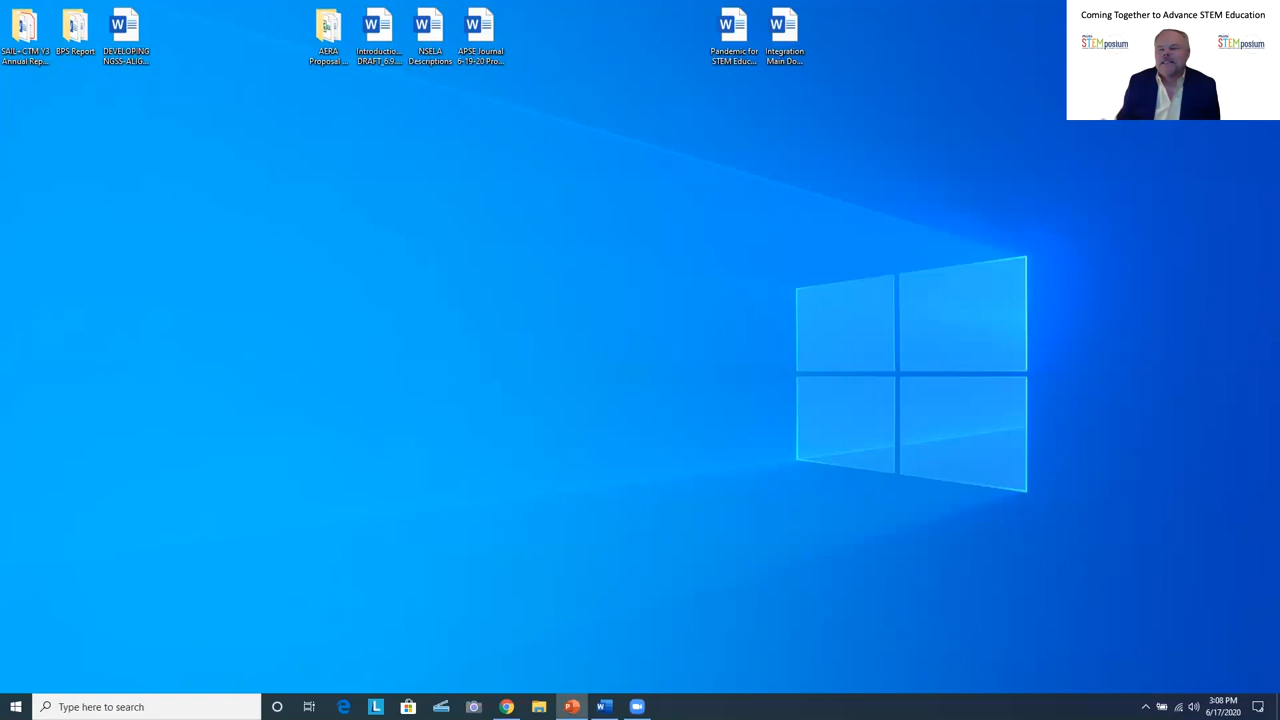 SAIL+ CTM Y3
Annual Rep...
BPS Report
DEVELOPING
NGSS-ALIG...
AERA
Proposal ...
Introductio...
DRAFT_6.9....
NSELA
Descriptions
APSE Journal
6-19-20 Pro...
Pandemic for
STEM Educ...
Integration
Main Do...
Coming Together to Advance STEM Education
STEMposium
STEMposium
Type here to search
3:08 PM
6/17/2020